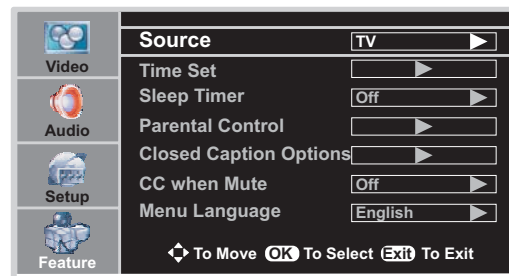 Video
Audio
Setup
Feature
Source TV
Time Set
Sleep Timer Off
Parental Control
Closed Caption Options
CC when Mute Off
Menu Language English
To Move OK To Select Exit To Exit